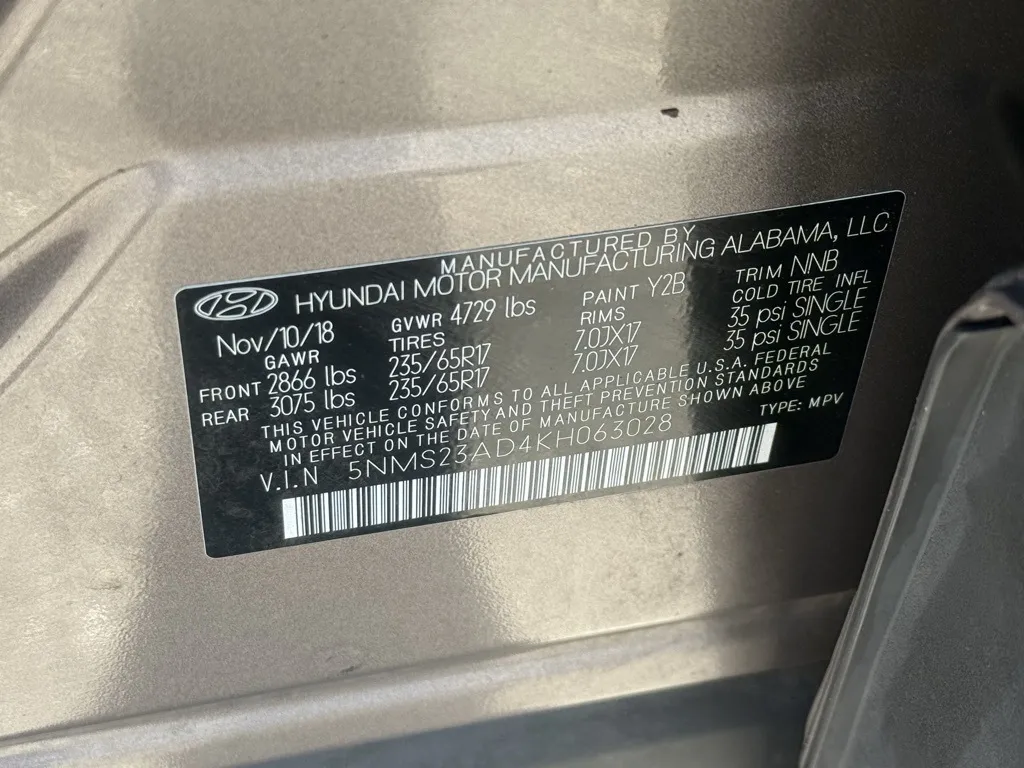 MANUFACTURED BY
HYUNDAI MOTOR MANUFACTURING ALABAMA, LLC
Nov/10/18 GVWR 4729 lbs PAINT Y2B TRIM NNB
GAWR TIRES RIMS COLD TIRE INFL
FRONT 2866 lbs 235/65R17 7.0JX17 35 psi SINGLE
REAR 3075 lbs 235/65R17 7.0JX17 35 psi SINGLE
THIS VEHICLE CONFORMS TO ALL APPLICABLE U.S.A. FEDERAL
MOTOR VEHICLE SAFETY AND THEFT PREVENTION STANDARDS
IN EFFECT ON THE DATE OF MANUFACTURE SHOWN ABOVE
V.I.N 5NMS23AD4KH063028 TYPE: MPV